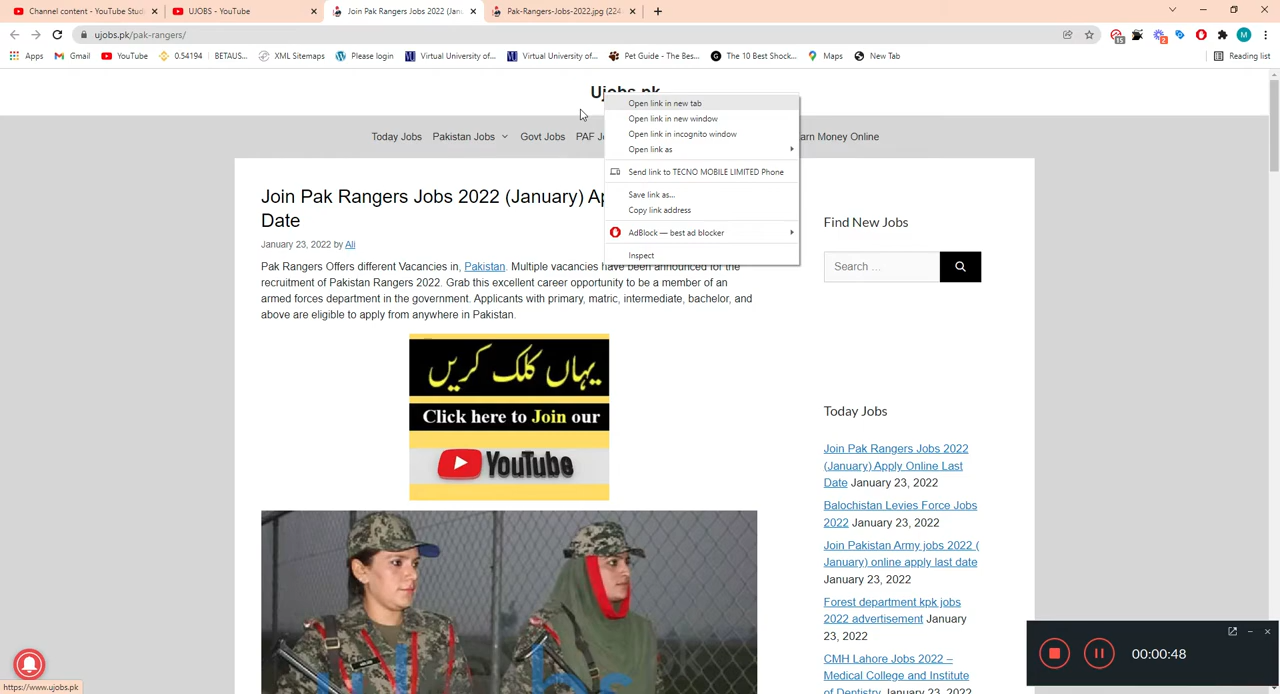 Channel content - YouTube Stud
UJOBS - YouTube
Join Pak Rangers Jobs 2022 (Janu
Pak-Rangers-Jobs-2022.jpg (224
ujobs.pk/pak-rangers/
Apps
Gmail
YouTube
0.54194
BETAUS...
XML Sitemaps
Please login
Virtual University of...
Virtual University of...
Pet Guide - The Bes...
The 10 Best Shock...
Maps
New Tab
Reading list
Ujobs.pk
Today Jobs
Pakistan Jobs
Govt Jobs
PAF Jo
arn Money Online
Open link in new tab
Open link in new window
Open link in incognito window
Open link as
Send link to TECNO MOBILE LIMITED Phone
Save link as...
Copy link address
AdBlock — best ad blocker
Inspect
Join Pak Rangers Jobs 2022 (January) Ap
Date
January 23, 2022 by Ali
Pak Rangers Offers different Vacancies in, Pakistan. Multiple vacancies have been announced for the
recruitment of Pakistan Rangers 2022. Grab this excellent career opportunity to be a member of an
armed forces department in the government. Applicants with primary, matric, intermediate, bachelor, and
above are eligible to apply from anywhere in Pakistan.
یہاں کلک کریں
Click here to Join our
YouTube
Find New Jobs
Search …
Today Jobs
Join Pak Rangers Jobs 2022
(January) Apply Online Last
Date January 23, 2022
Balochistan Levies Force Jobs
2022 January 23, 2022
Join Pakistan Army jobs 2022 (
January) online apply last date
January 23, 2022
Forest department kpk jobs
2022 advertisement January
23, 2022
CMH Lahore Jobs 2022 –
Medical College and Institute
of Dentistry January 23, 2022
00:00:48
https://www.ujobs.pk